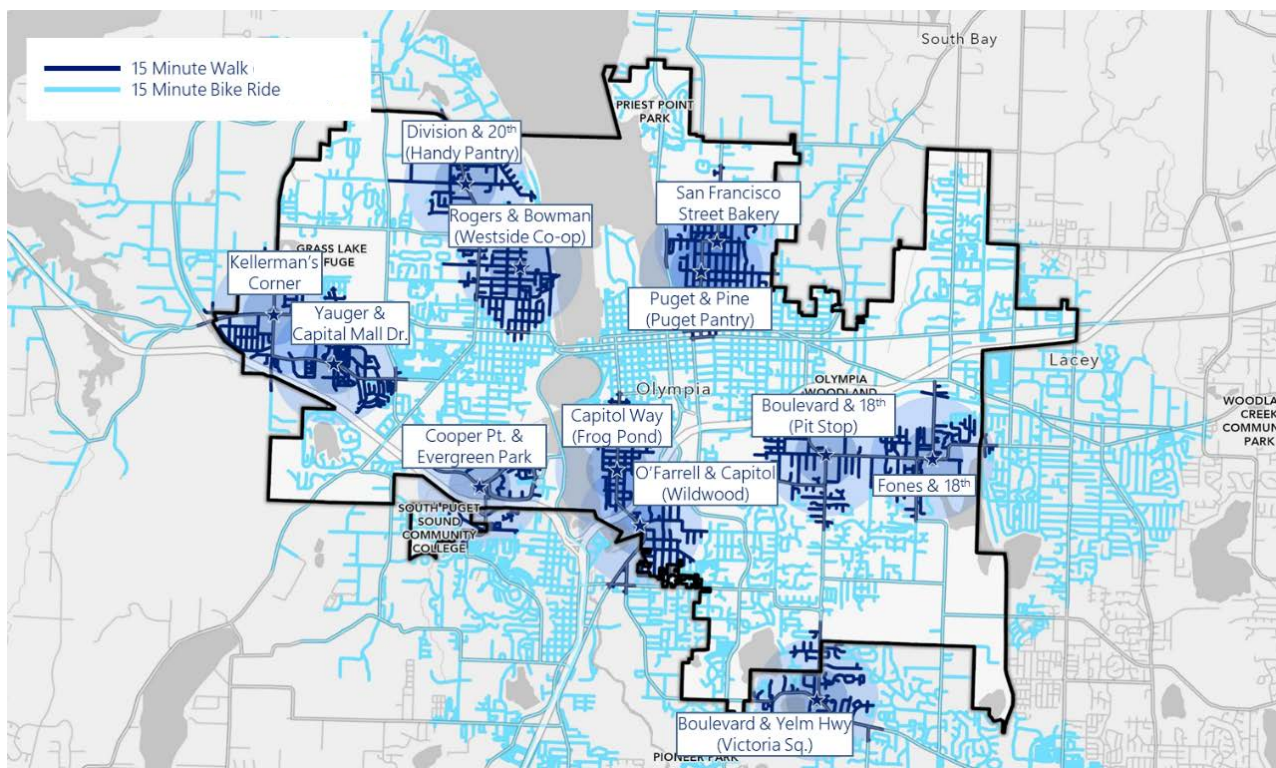 South Bay
15 Minute Walk
15 Minute Bike Ride
PRIEST POINT
PARK
Division & 20th
(Handy Pantry)
San Francisco
Street Bakery
Rogers & Bowman
(Westside Co-op)
GRASS LAKE
FUGE
Kellerman's
Corner
Yauger &
Capital Mall Dr.
Puget & Pine
(Puget Pantry)
Lacey
Olympia
OLYMPIA
WOODLAND
WOODLAN
CREEK
COMMUN
PARK
Boulevard & 18th
(Pit Stop)
Capitol Way
(Frog Pond)
Cooper Pt. &
Evergreen Park
O'Farrell & Capitol
(Wildwood)
Fones & 18th
SOUTH PUGET
SOUND
COMMUNITY
COLLEGE
Boulevard & Yelm Hwy
(Victoria Sq.)
PIONEER PARK